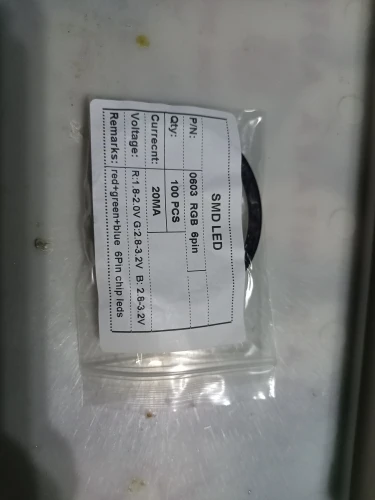 SMD LED
P/N: 0603 RGB 6pin
Qty: 100 PCS
Currecnt: 20MA
Voltage: R:1.8-2.0V G:2.8-3.2V B: 2.8-3.2V
Remarks: red+green+blue 6Pin chip leds